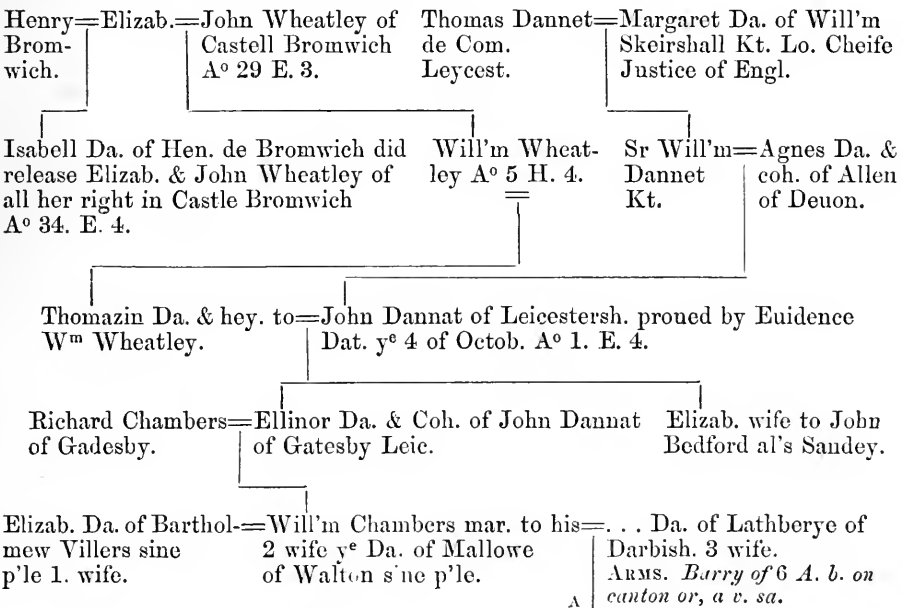 Henry=Elizab.=John Wheatley of
Brom-
wich.
Castell Bromwich
Aº 29 E. 3.
Thomas Dannet=Margaret Da. of Will'm
de Com.
Leycest.
Skeirshall Kt. Lo. Cheife
Justice of Engl.
Isabell Da. of Hen. de Bromwich did
release Elizab. & John Wheatley of
all her right in Castle Bromwich
Aº 34. E. 4.
Will'm Wheat-
ley Aº 5 H. 4.
Sr Will'm=Agnes Da. &
Dannet
Kt.
coh. of Allen
of Deuon.
Thomazin Da. & hey. to=John Dannat of Leicestersh. proued by Euidence
Wᵐ Wheatley.
Dat. yᵉ 4 of Octob. Aº 1. E. 4.
Richard Chambers=Ellinor Da. & Coh. of John Dannat
of Gadesby.
of Gatesby Leic.
Elizab. wife to John
Bedford al's Sandey.
Elizab. Da. of Barthol-=Will'm Chambers mar. to his=. . . Da. of Lathberye of
mew Villers sine
p'le 1. wife.
2 wife yᵉ Da. of Mallowe
of Walton s'ne p'le.
Darbish. 3 wife.
ARMS. Barry of 6 A. b. on
canton or, a v. sa.
A